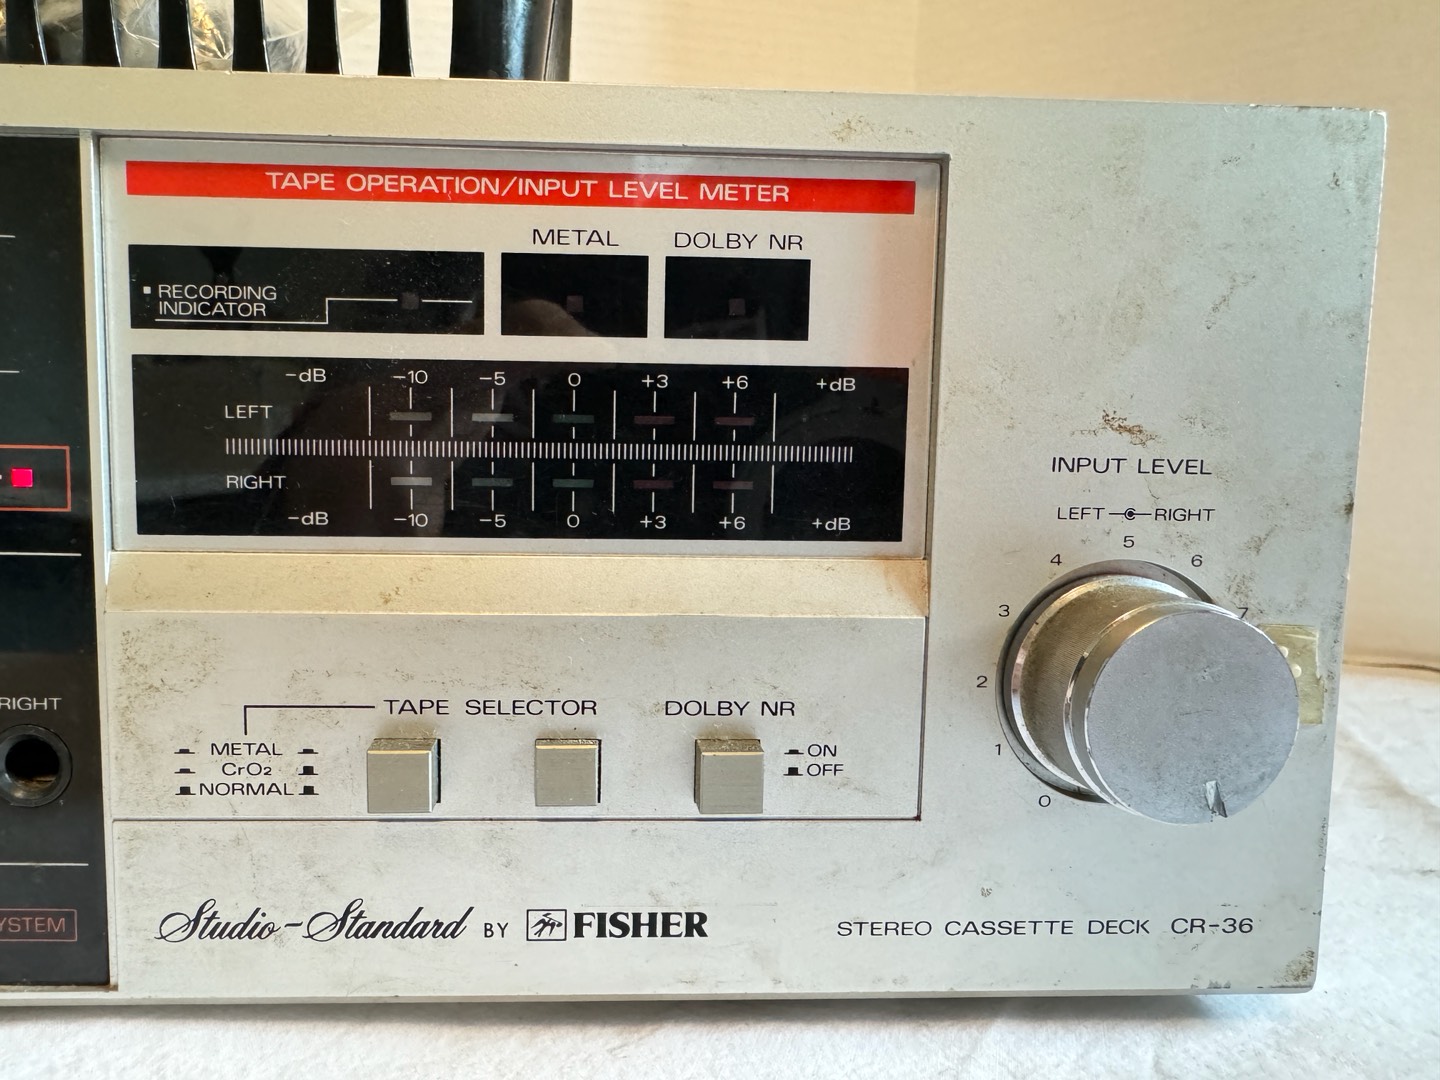 TAPE OPERATION/INPUT LEVEL METER
METAL DOLBY NR
RECORDING
INDICATOR
-dB -10 -5 0 +3 +6 +dB
LEFT
RIGHT
-dB -10 -5 0 +3 +6 +dB
INPUT LEVEL
LEFT RIGHT
5
4 6
3 7
2
1
0
RIGHT
TAPE SELECTOR DOLBY NR
METAL
CrO2
NORMAL
ON
OFF
YSTEM
Studio-Standard BY FISHER
STEREO CASSETTE DECK CR-36